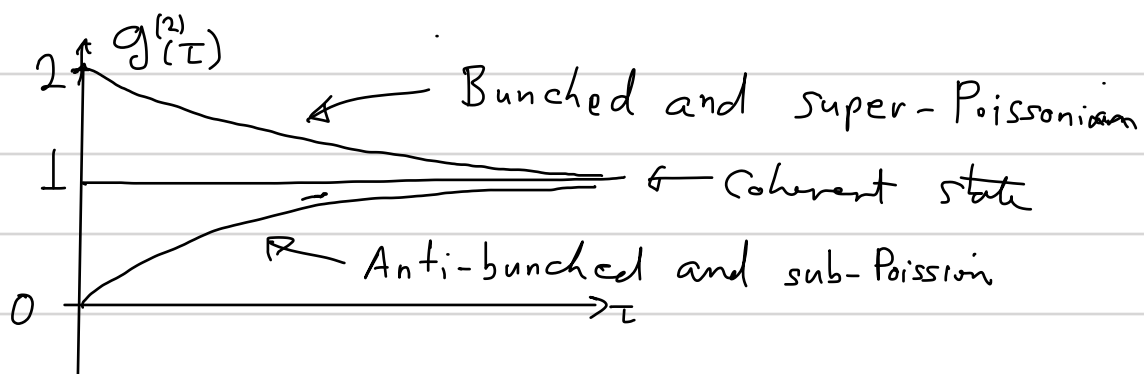 g⁽²⁾(τ)
2
Bunched and super-Poissonian
1
Coherent state
Anti-bunched and sub-Poission
0
τ